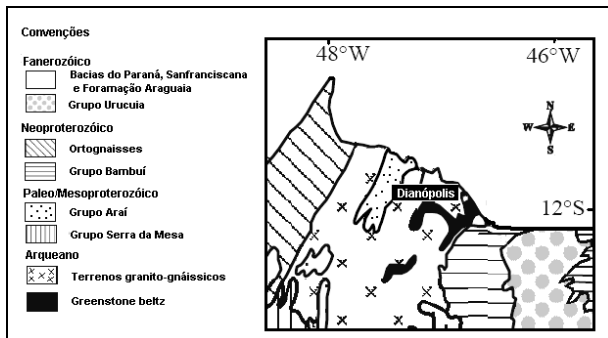 Convenções
Fanerozóico
Bacias do Paraná, Sanfranciscana
e Foramação Araguaia
Grupo Urucuia
Neoproterozóico
Ortognaisses
Grupo Bambuí
Paleo/Mesoproterozóico
Grupo Araí
Grupo Serra da Mesa
Arqueano
Terrenos granito-gnáissicos
Greenstone beltz
48°W
46°W
N
W
E
S
Dianópolis
12°S